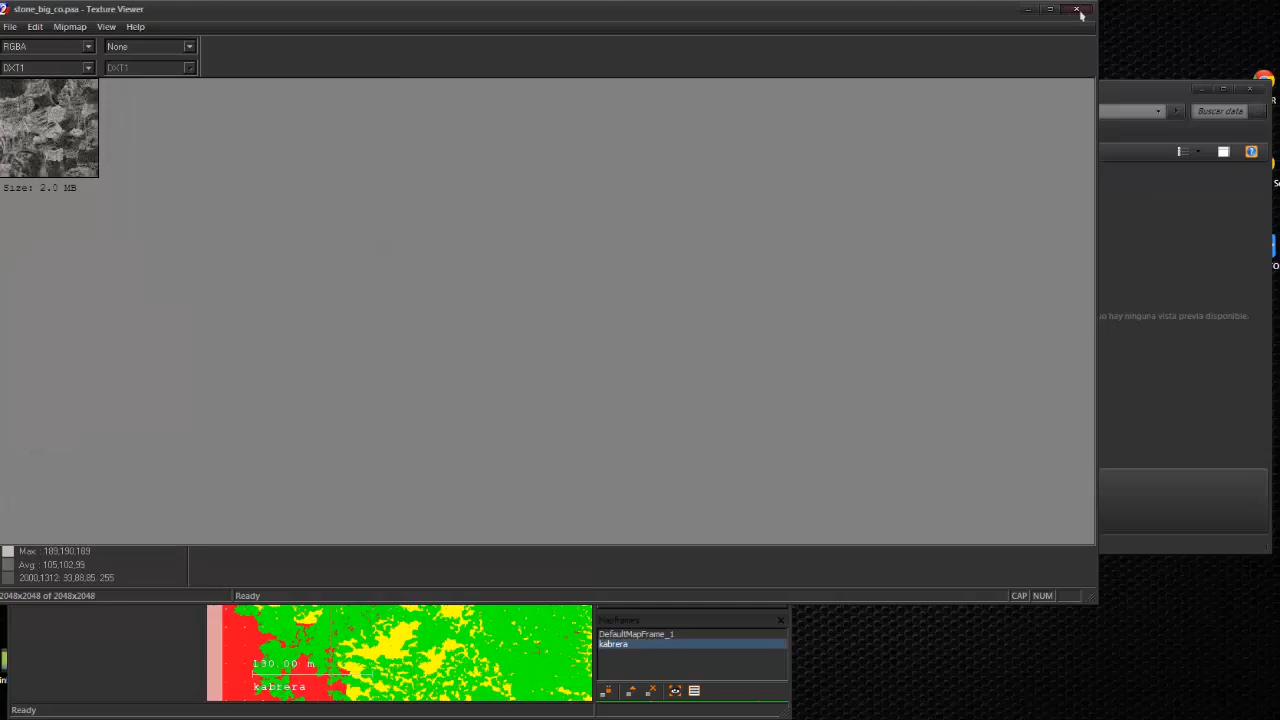 stone_big_co.paa - Texture Viewer
File Edit Mipmap View Help
RGBA None
DXT1 DXT1
Size: 2.0 MB
Buscar data
no hay ninguna vista previa disponible.
Max : 189,190,189
Avg : 105,102,99
2000,1312: 93,88,85 255
2048x2048 of 2048x2048 Ready CAP NUM
Mapframes
DefaultMapFrame_1
kabrera
130.00 m
kabrera
Ready